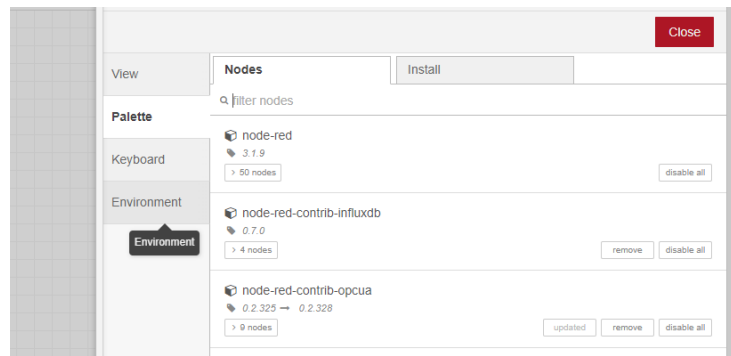 Close
View
Nodes
Install
filter nodes
Palette
node-red
3.1.9
> 50 nodes
disable all
Keyboard
Environment
Environment
node-red-contrib-influxdb
0.7.0
> 4 nodes
remove
disable all
node-red-contrib-opcua
0.2.325 → 0.2.328
> 9 nodes
updated
remove
disable all